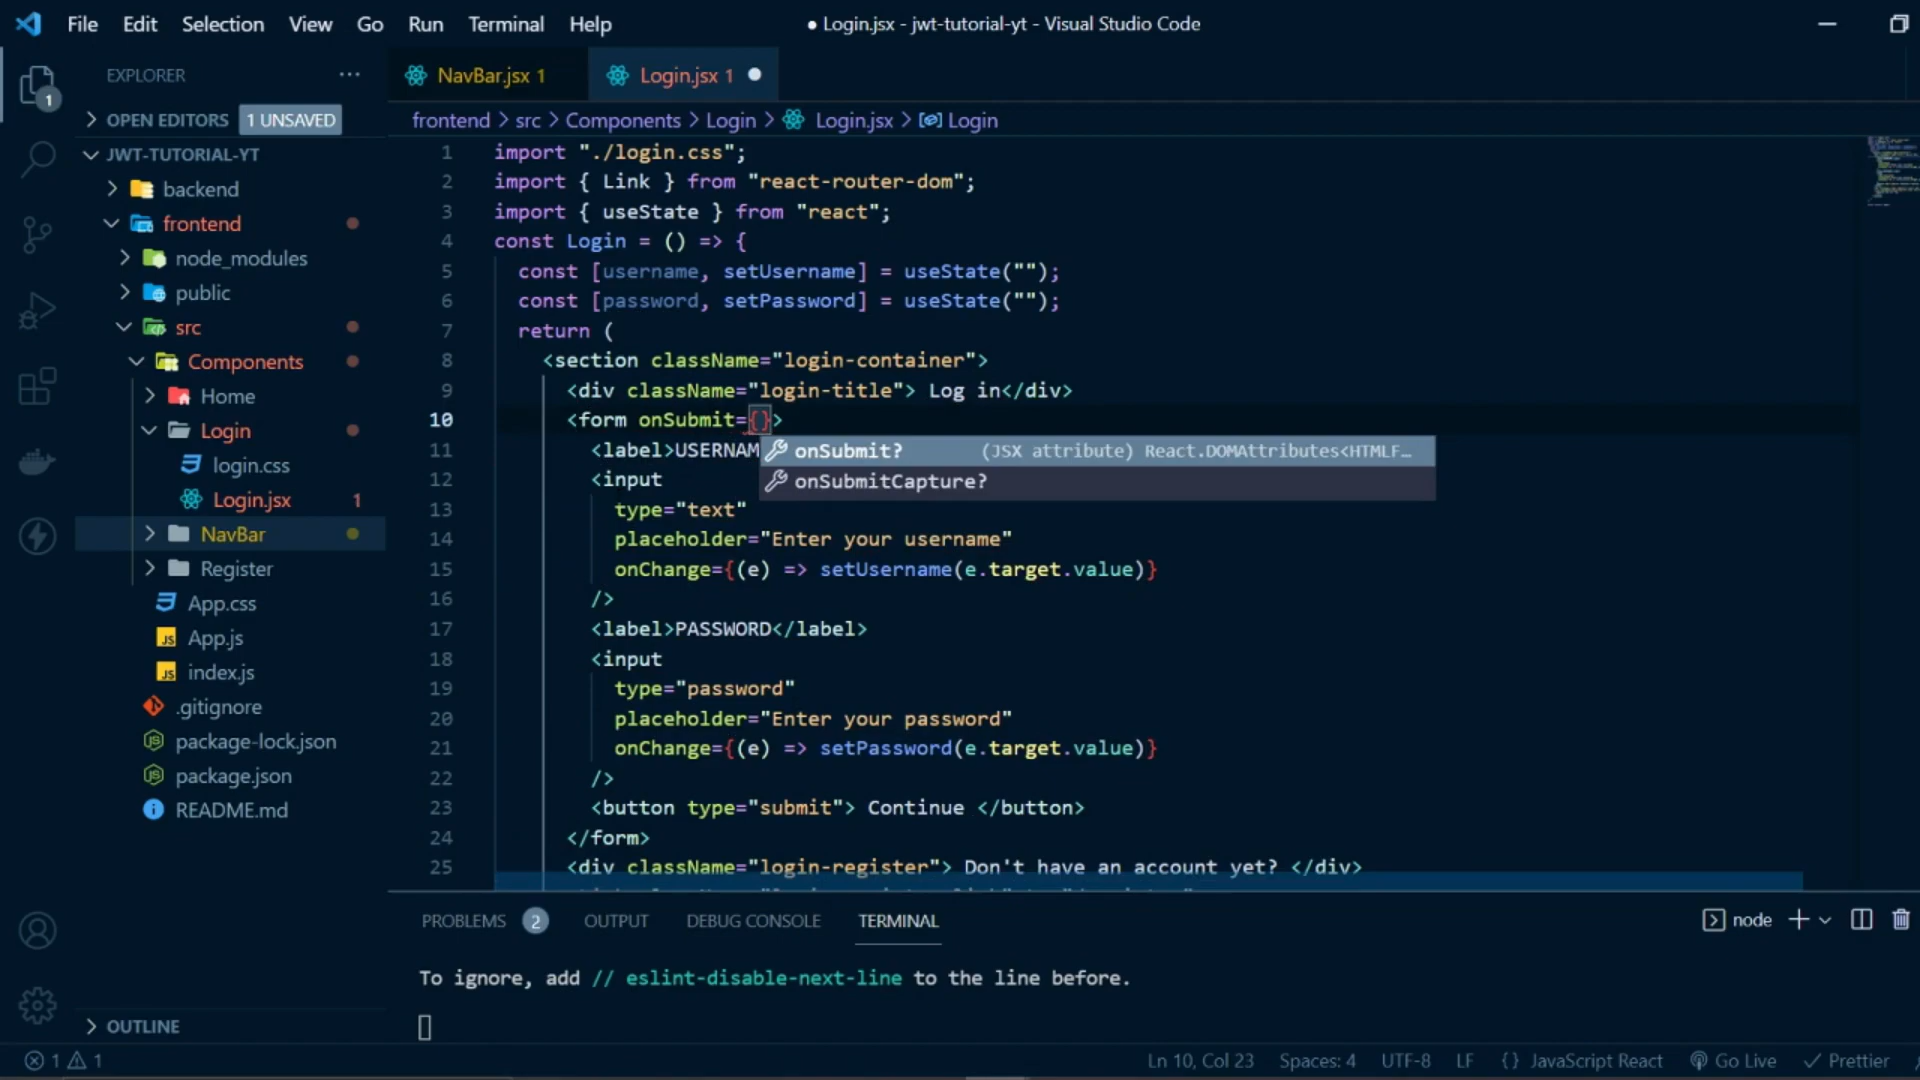 File Edit Selection View Go Run Terminal Help
● Login.jsx - jwt-tutorial-yt - Visual Studio Code
EXPLORER ···
OPEN EDITORS 1 UNSAVED
JWT-TUTORIAL-YT
backend
frontend
node_modules
public
src
Components
Home
Login
login.css
Login.jsx 1
NavBar
Register
App.css
App.js
index.js
.gitignore
package-lock.json
package.json
README.md
OUTLINE
1
NavBar.jsx 1
Login.jsx 1
frontend > src > Components > Login > Login.jsx > Login
1 import "./login.css";
2 import { Link } from "react-router-dom";
3 import { useState } from "react";
4 const Login = () => {
5 const [username, setUsername] = useState("");
6 const [password, setPassword] = useState("");
7 return (
8 <section className="login-container">
9 <div className="login-title"> Log in</div>
10 <form onSubmit={}>
11 <label>USERNAM
onSubmit? (JSX attribute) React.DOMAttributes<HTMLF…
onSubmitCapture?
12 <input
13 type="text"
14 placeholder="Enter your username"
15 onChange={(e) => setUsername(e.target.value)}
16 />
17 <label>PASSWORD</label>
18 <input
19 type="password"
20 placeholder="Enter your password"
21 onChange={(e) => setPassword(e.target.value)}
22 />
23 <button type="submit"> Continue </button>
24 </form>
25 <div className="login-register"> Don't have an account yet? </div>
PROBLEMS 2 OUTPUT DEBUG CONSOLE TERMINAL
node
To ignore, add // eslint-disable-next-line to the line before.
1 1
Ln 10, Col 23 Spaces: 4 UTF-8 LF {} JavaScript React Go Live Prettier